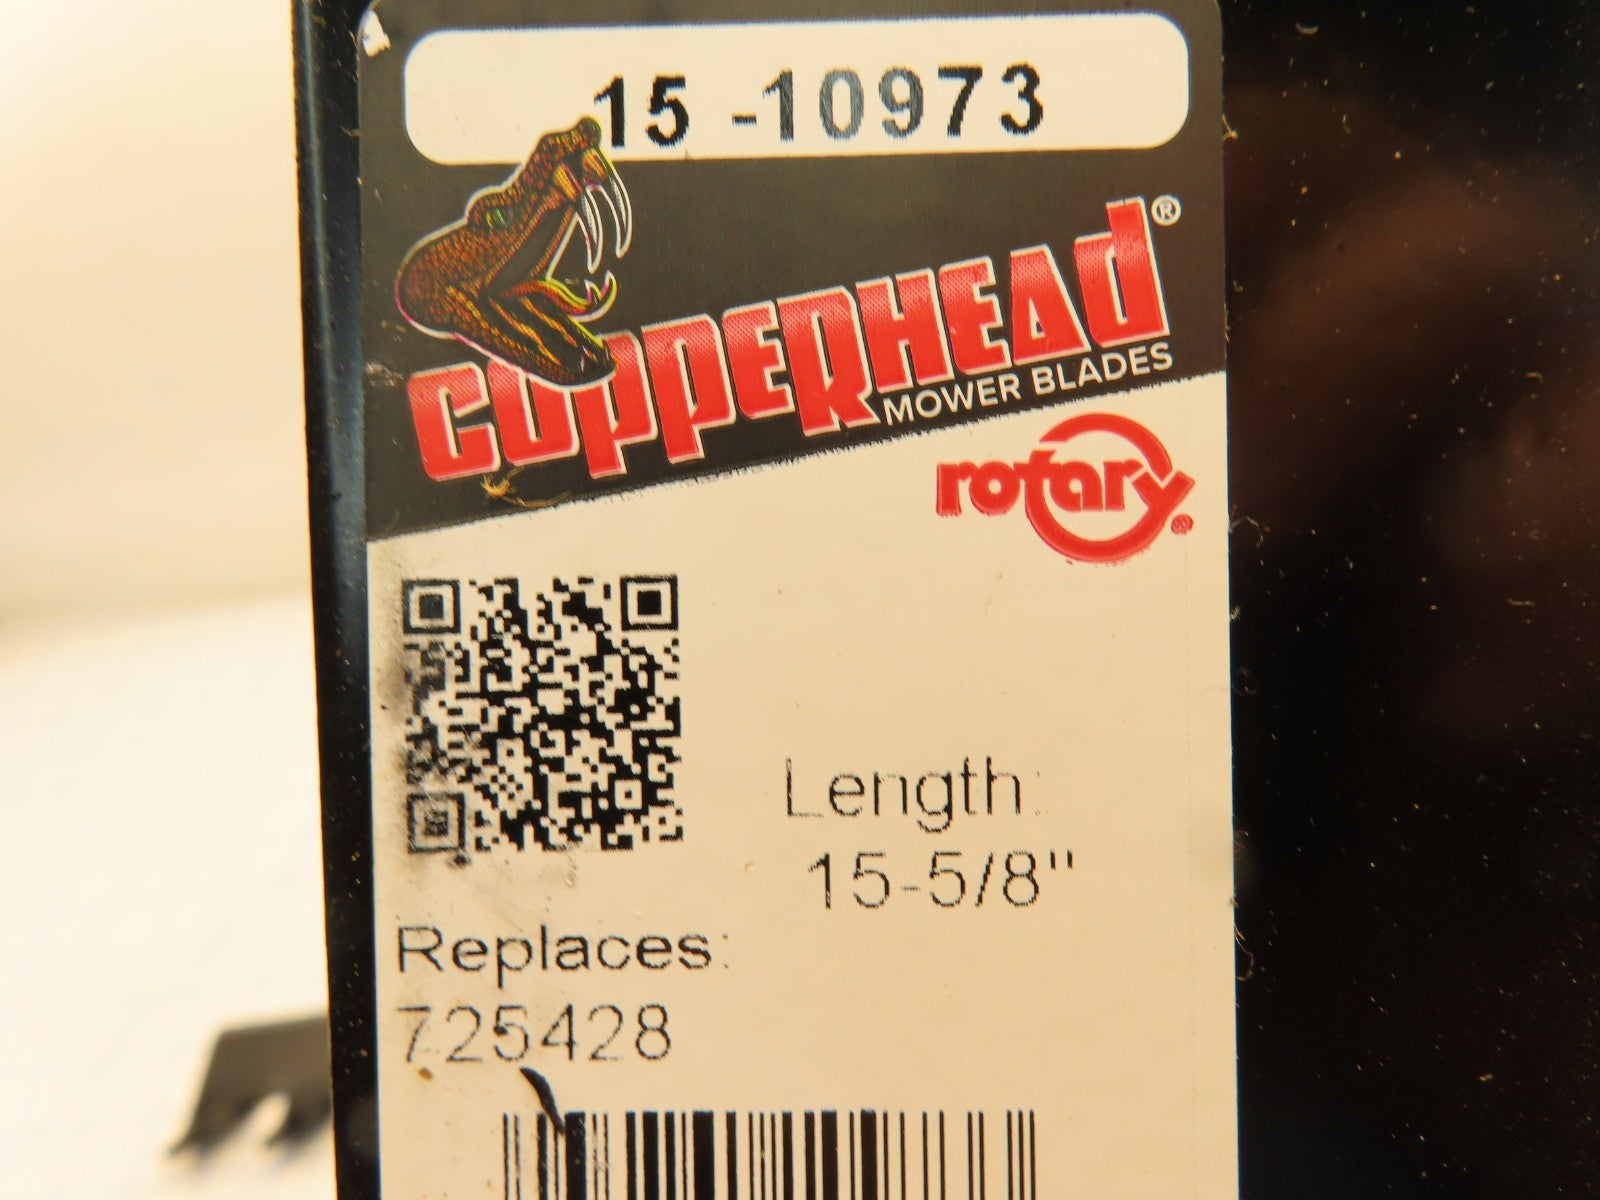 15 -10973
COPPERHEAD®
MOWER BLADES
rotary®
Length:
15-5/8"
Replaces:
725428